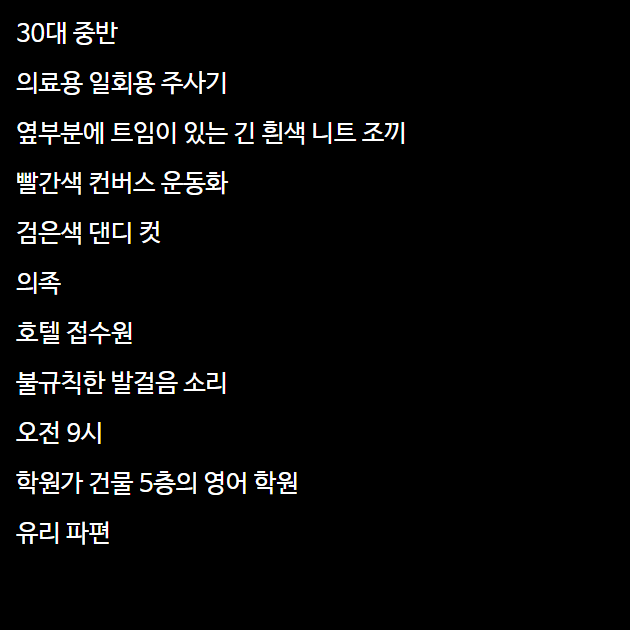 30대 중반
의료용 일회용 주사기
옆부분에 트임이 있는 긴 흰색 니트 조끼
빨간색 컨버스 운동화
검은색 댄디 컷
의족
호텔 접수원
불규칙한 발걸음 소리
오전 9시
학원가 건물 5층의 영어 학원
유리 파편